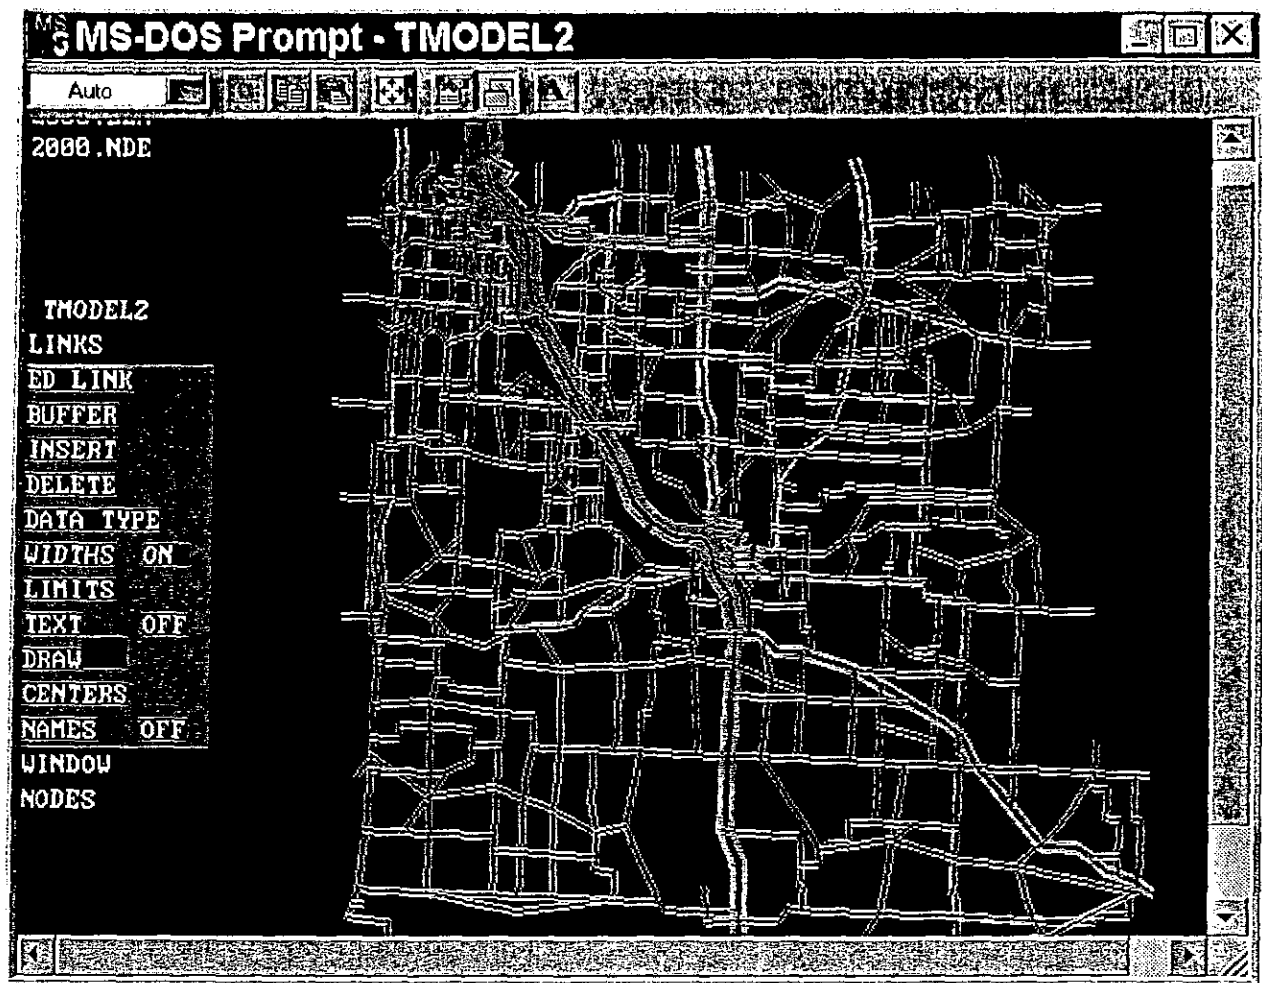 MS-DOS Prompt - TMODEL2
Auto
2000.NDE
TMODEL2
LINKS
ED LINK
BUFFER
INSERT
DELETE
DATA TYPE
WIDTHS ON
LIMITS
TEXT OFF
DRAW
CENTERS
NAMES OFF
WINDOW
NODES